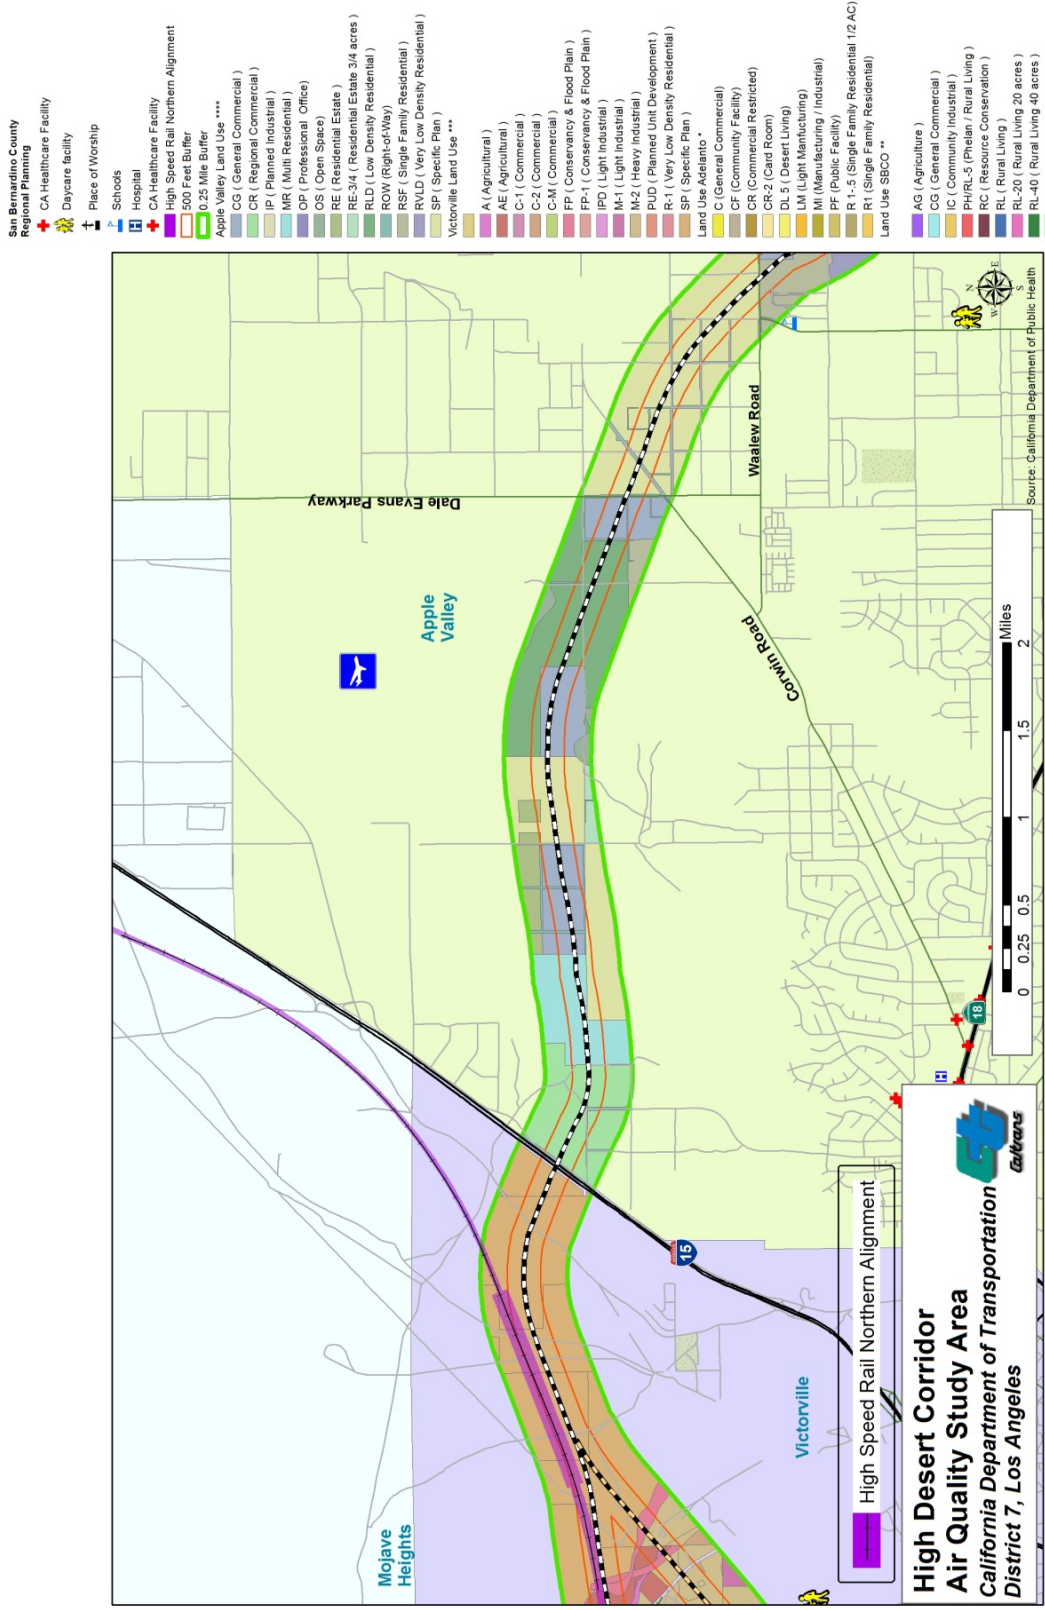 San Bernardino County
Regional Planning
CA Healthcare Facility
Daycare facility
Place of Worship
Schools
Hospital
CA Healthcare Facility
High Speed Rail Northern Alignment
500 Feet Buffer
0.25 Mile Buffer
Apple Valley Land Use ****
CG ( General Commercial )
CR ( Regional Commercial )
IP ( Planned Industrial )
MR ( Multi Residential )
OP ( Professional Office)
OS ( Open Space)
RE ( Residential Estate )
RE-3/4 ( Residential Estate 3/4 acres )
RLD ( Low Density Residential )
ROW (Right-of-Way)
RSF ( Single Family Residential )
RVLD ( Very Low Density Residential )
SP ( Specific Plan )
Victorville Land Use ***
A ( Agricultural )
AE ( Agricultural )
C-1 ( Commercial )
C-2 ( Commercial )
C-M ( Commercial )
FP ( Conservancy & Flood Plain )
FP-1 ( Conservancy & Flood Plain )
IPD ( Light Industrial )
M-1 ( Light Industrial )
M-2 ( Heavy Industrial )
PUD ( Planned Unit Development )
R-1 ( Very Low Density Residential )
SP ( Specific Plan )
Land Use Adelanto *
C (General Commercial)
CF (Community Facility)
CR (Commercial Restricted)
CR-2 (Card Room)
DL 5 ( Desert Living)
LM (Light Manufcturing)
MI (Manufacturing / Industrial)
PF (Public Facility)
R 1-.5 (Single Family Residential 1/2 AC)
R1 (Single Family Residential)
Land Use SBCO **
AG ( Agriculture )
CG ( General Commercial )
IC ( Community Industrial )
PH/RL-5 ( Phelan / Rural Living )
RC ( Resource Conservation )
RL ( Rural Living )
RL-20 ( Rural Living 20 acres )
RL-40 ( Rural Living 40 acres )
Dale Evans Parkway
Apple
Valley
Waalew Road
Corwin Road
Mojave
Heights
Victorville
15
18
H
N
E
S
W
0 0.25 0.5 1 1.5 2
Miles
Source: California Department of Public Health
High Speed Rail Northern Alignment
High Desert Corridor
Air Quality Study Area
California Department of Transportation
District 7, Los Angeles
Caltrans